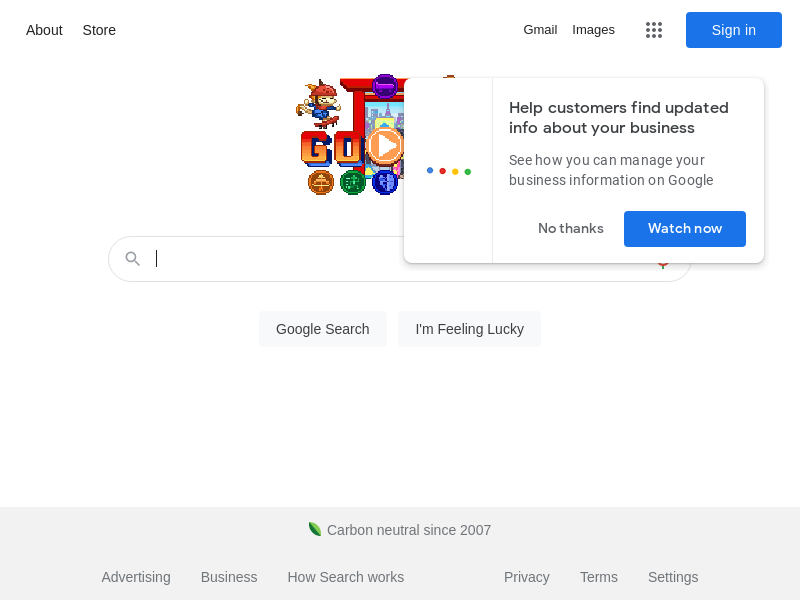 About Store Gmail Images Sign in
Help customers find updated
info about your business
See how you can manage your
business information on Google
No thanks Watch now
GO
Google Search I'm Feeling Lucky
Carbon neutral since 2007
Advertising Business How Search works Privacy Terms Settings